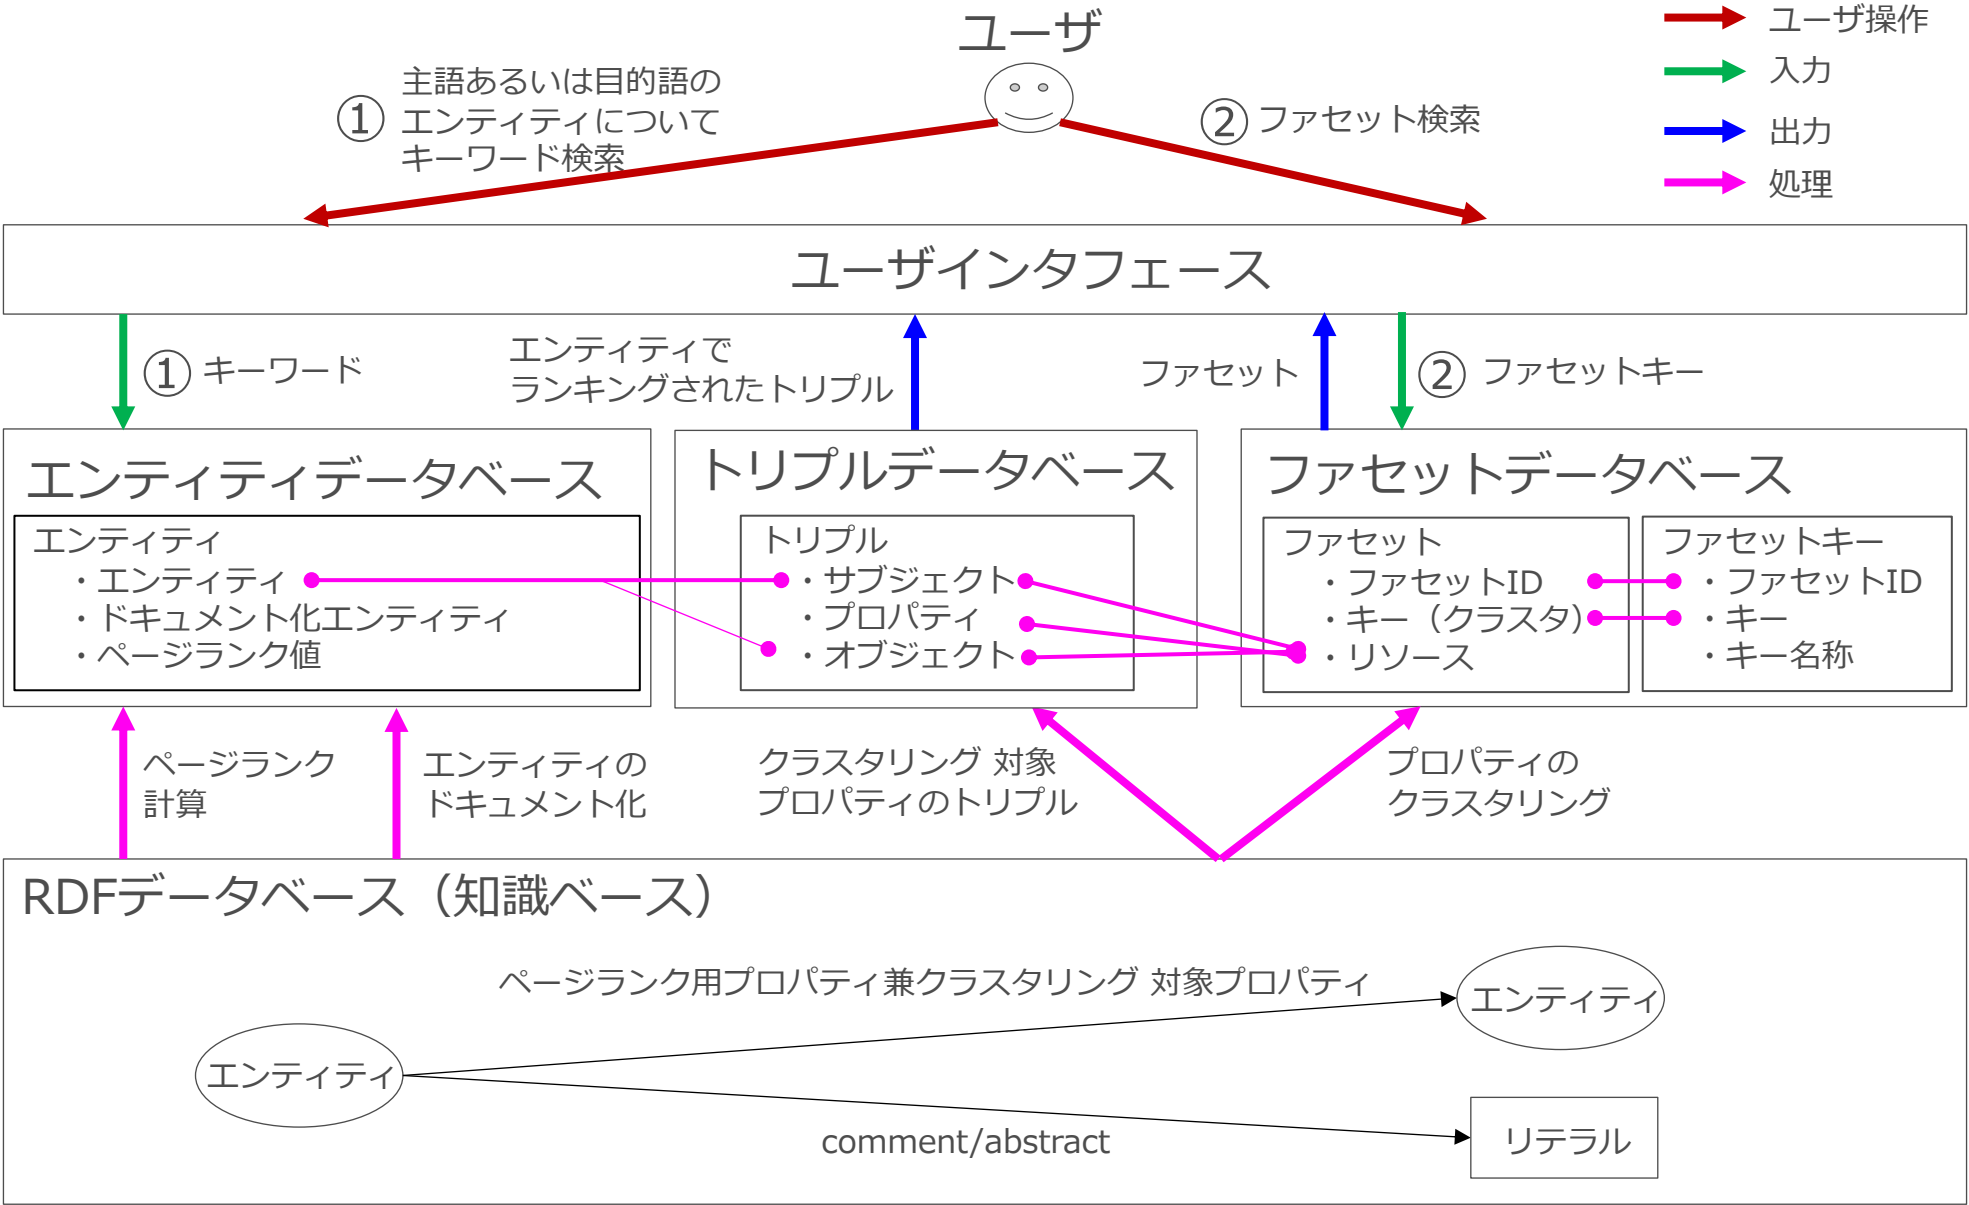 ユーザ
ユーザ操作
入力
出力
処理
①
主語あるいは目的語の
エンティティについて
キーワード検索
② ファセット検索
ユーザインタフェース
① キーワード
エンティティで
ランキングされたトリプル
ファセット
② ファセットキー
エンティティデータベース
エンティティ
・エンティティ
・ドキュメント化エンティティ
・ページランク値
トリプルデータベース
トリプル
・サブジェクト
・プロパティ
・オブジェクト
ファセットデータベース
ファセット
・ファセットID
・キー（クラスタ）
・リソース
ファセットキー
・ファセットID
・キー
・キー名称
ページランク
計算
エンティティの
ドキュメント化
クラスタリング 対象
プロパティのトリプル
プロパティの
クラスタリング
RDFデータベース（知識ベース）
ページランク用プロパティ兼クラスタリング 対象プロパティ
エンティティ
エンティティ
comment/abstract
リテラル